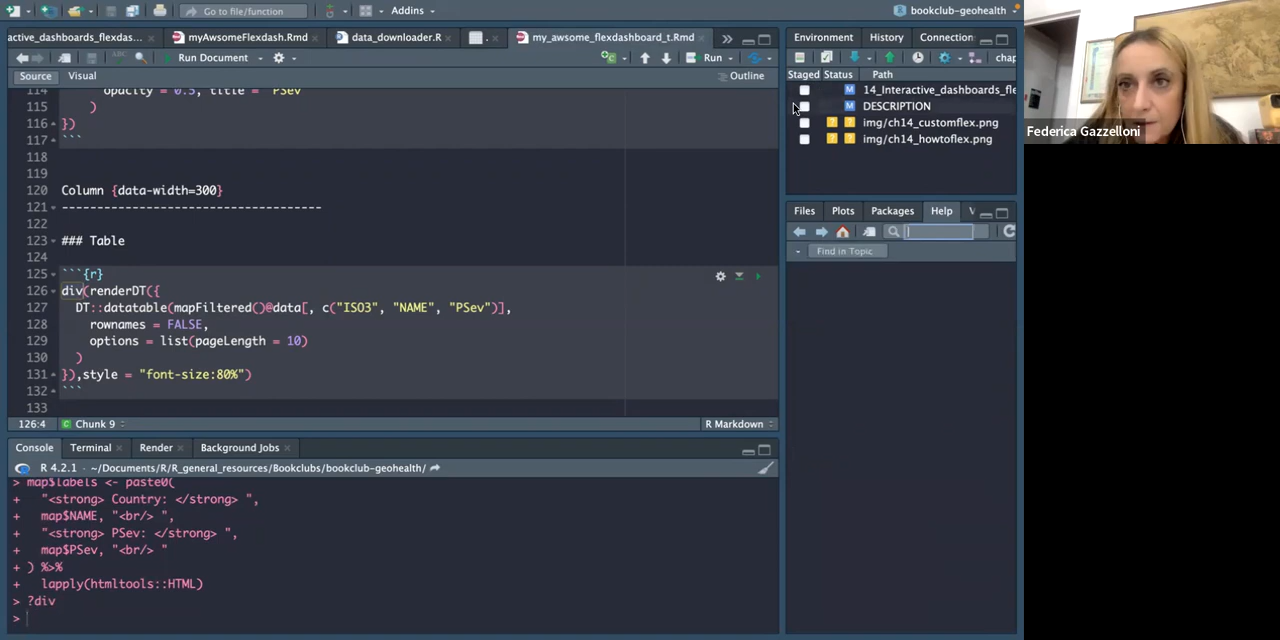 Go to file/function
Addins
bookclub-geohealth
active_dashboards_flexdas...
myAwsomeFlexdash.Rmd
data_downloader.R
my_awsome_flexdashboard_t.Rmd
Run Document
Run
Source
Visual
Outline
114 opacity = 0.5, title = "PSev"
115 )
116 })
117 ```
118
119
120 Column {data-width=300}
121 -------------------------------------
122
123 ### Table
124
125 ```{r}
126 div(renderDT({
127 DT::datatable(mapFiltered()@data[, c("ISO3", "NAME", "PSev")],
128 rownames = FALSE,
129 options = list(pageLength = 10)
130 )
131 }),style = "font-size:80%")
132 ```
133
126:4
Chunk 9
R Markdown
Console
Terminal
Render
Background Jobs
R 4.2.1 · ~/Documents/R/R_general_resources/Bookclubs/bookclub-geohealth/
> map$labels <- paste0(
+ "<strong> Country: </strong> ",
+ map$NAME, "<br/> ",
+ "<strong> PSev: </strong> ",
+ map$PSev, "<br/> "
+ ) %>%
+ lapply(htmltools::HTML)
> ?div
>
Environment
History
Connection
chap
Staged
Status
Path
M 14_Interactive_dashboards_fle
M DESCRIPTION
? ? img/ch14_customflex.png
? ? img/ch14_howtoflex.png
Files
Plots
Packages
Help
V
Find in Topic
Federica Gazzelloni